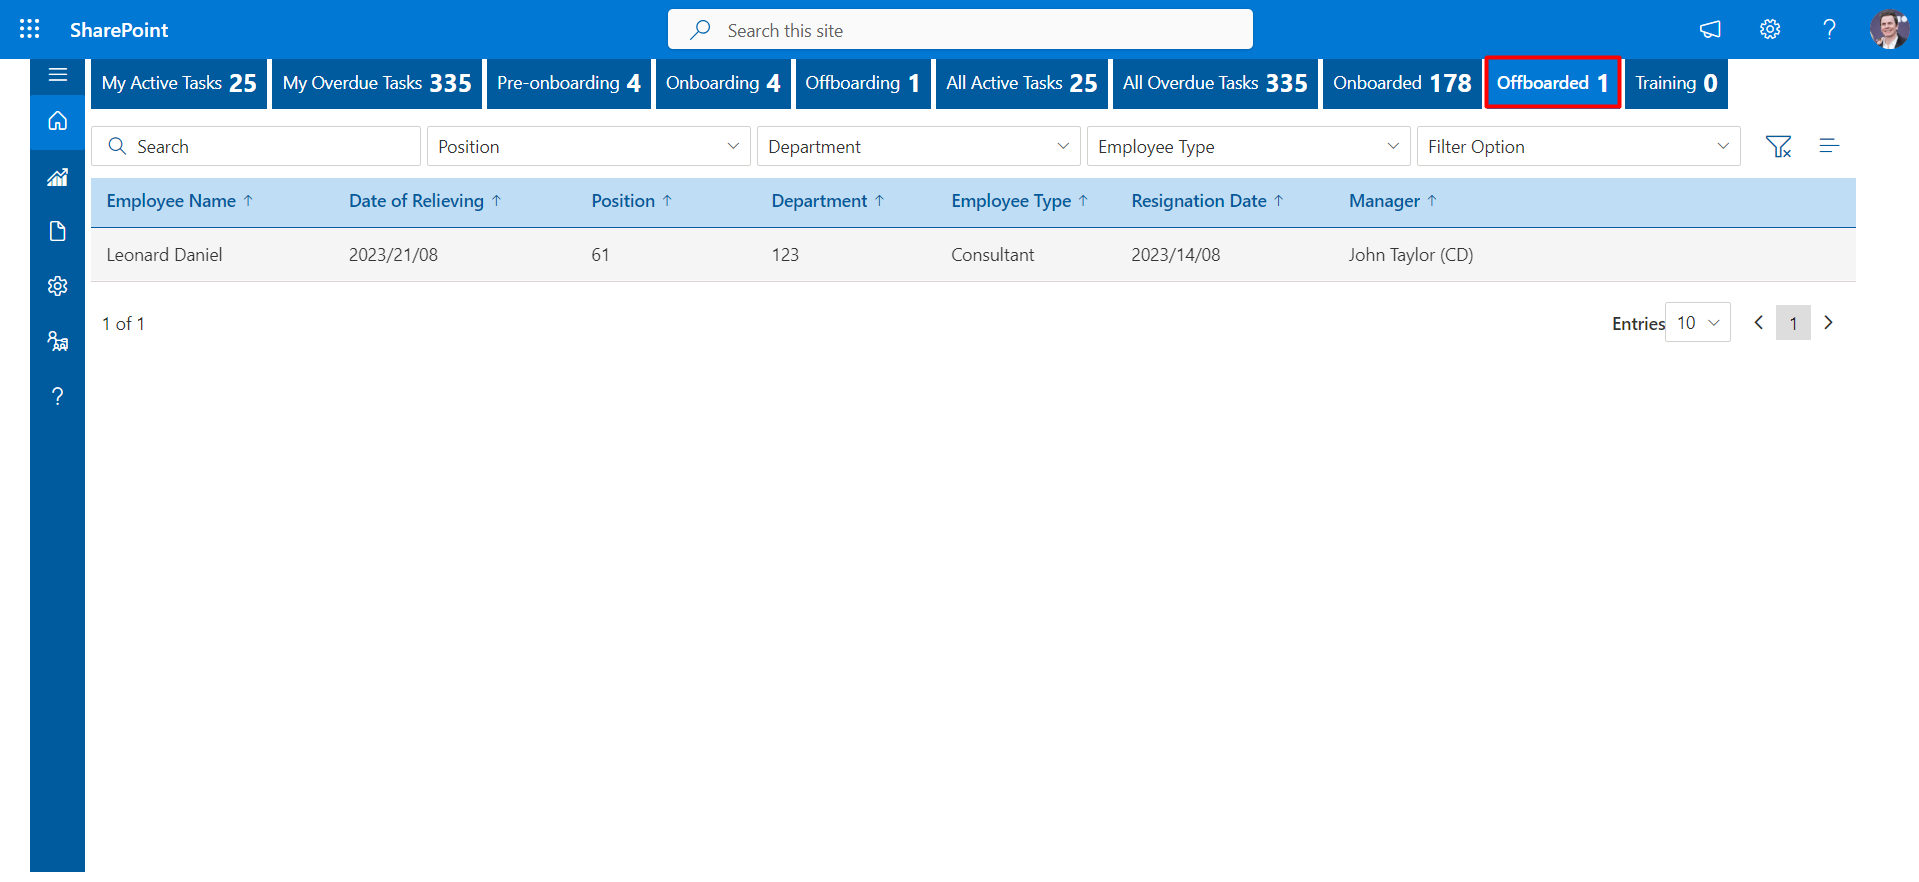 SharePoint
Search this site
?
My Active Tasks 25
My Overdue Tasks 335
Pre-onboarding 4
Onboarding 4
Offboarding 1
All Active Tasks 25
All Overdue Tasks 335
Onboarded 178
Offboarded 1
Training 0
Search
Position
Department
Employee Type
Filter Option
Employee Name ↑ Date of Relieving ↑ Position ↑ Department ↑ Employee Type ↑ Resignation Date ↑ Manager ↑
Leonard Daniel 2023/21/08 61 123 Consultant 2023/14/08 John Taylor (CD)
1 of 1
Entries 10
1
?